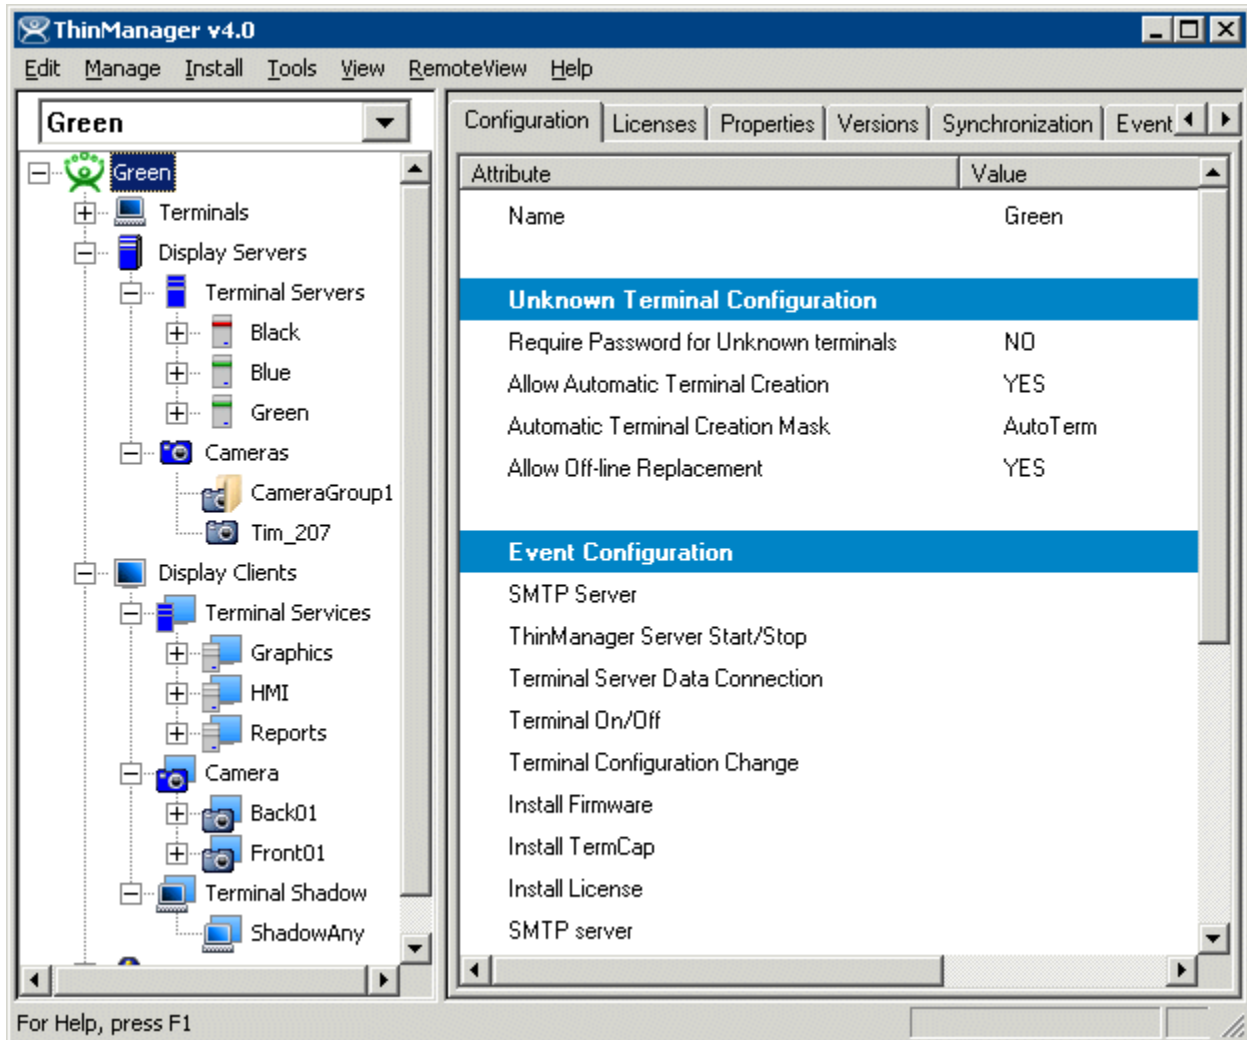 ThinManager v4.0
Edit Manage Install Tools View RemoteView Help
Green
Green
Terminals
Display Servers
Terminal Servers
Black
Blue
Green
Cameras
CameraGroup1
Tim_207
Display Clients
Terminal Services
Graphics
HMI
Reports
Camera
Back01
Front01
Terminal Shadow
ShadowAny
Configuration Licenses Properties Versions Synchronization Event
Attribute Value
Name Green
Unknown Terminal Configuration
Require Password for Unknown terminals NO
Allow Automatic Terminal Creation YES
Automatic Terminal Creation Mask AutoTerm
Allow Off-line Replacement YES
Event Configuration
SMTP Server
ThinManager Server Start/Stop
Terminal Server Data Connection
Terminal On/Off
Terminal Configuration Change
Install Firmware
Install TermCap
Install License
SMTP server
For Help, press F1